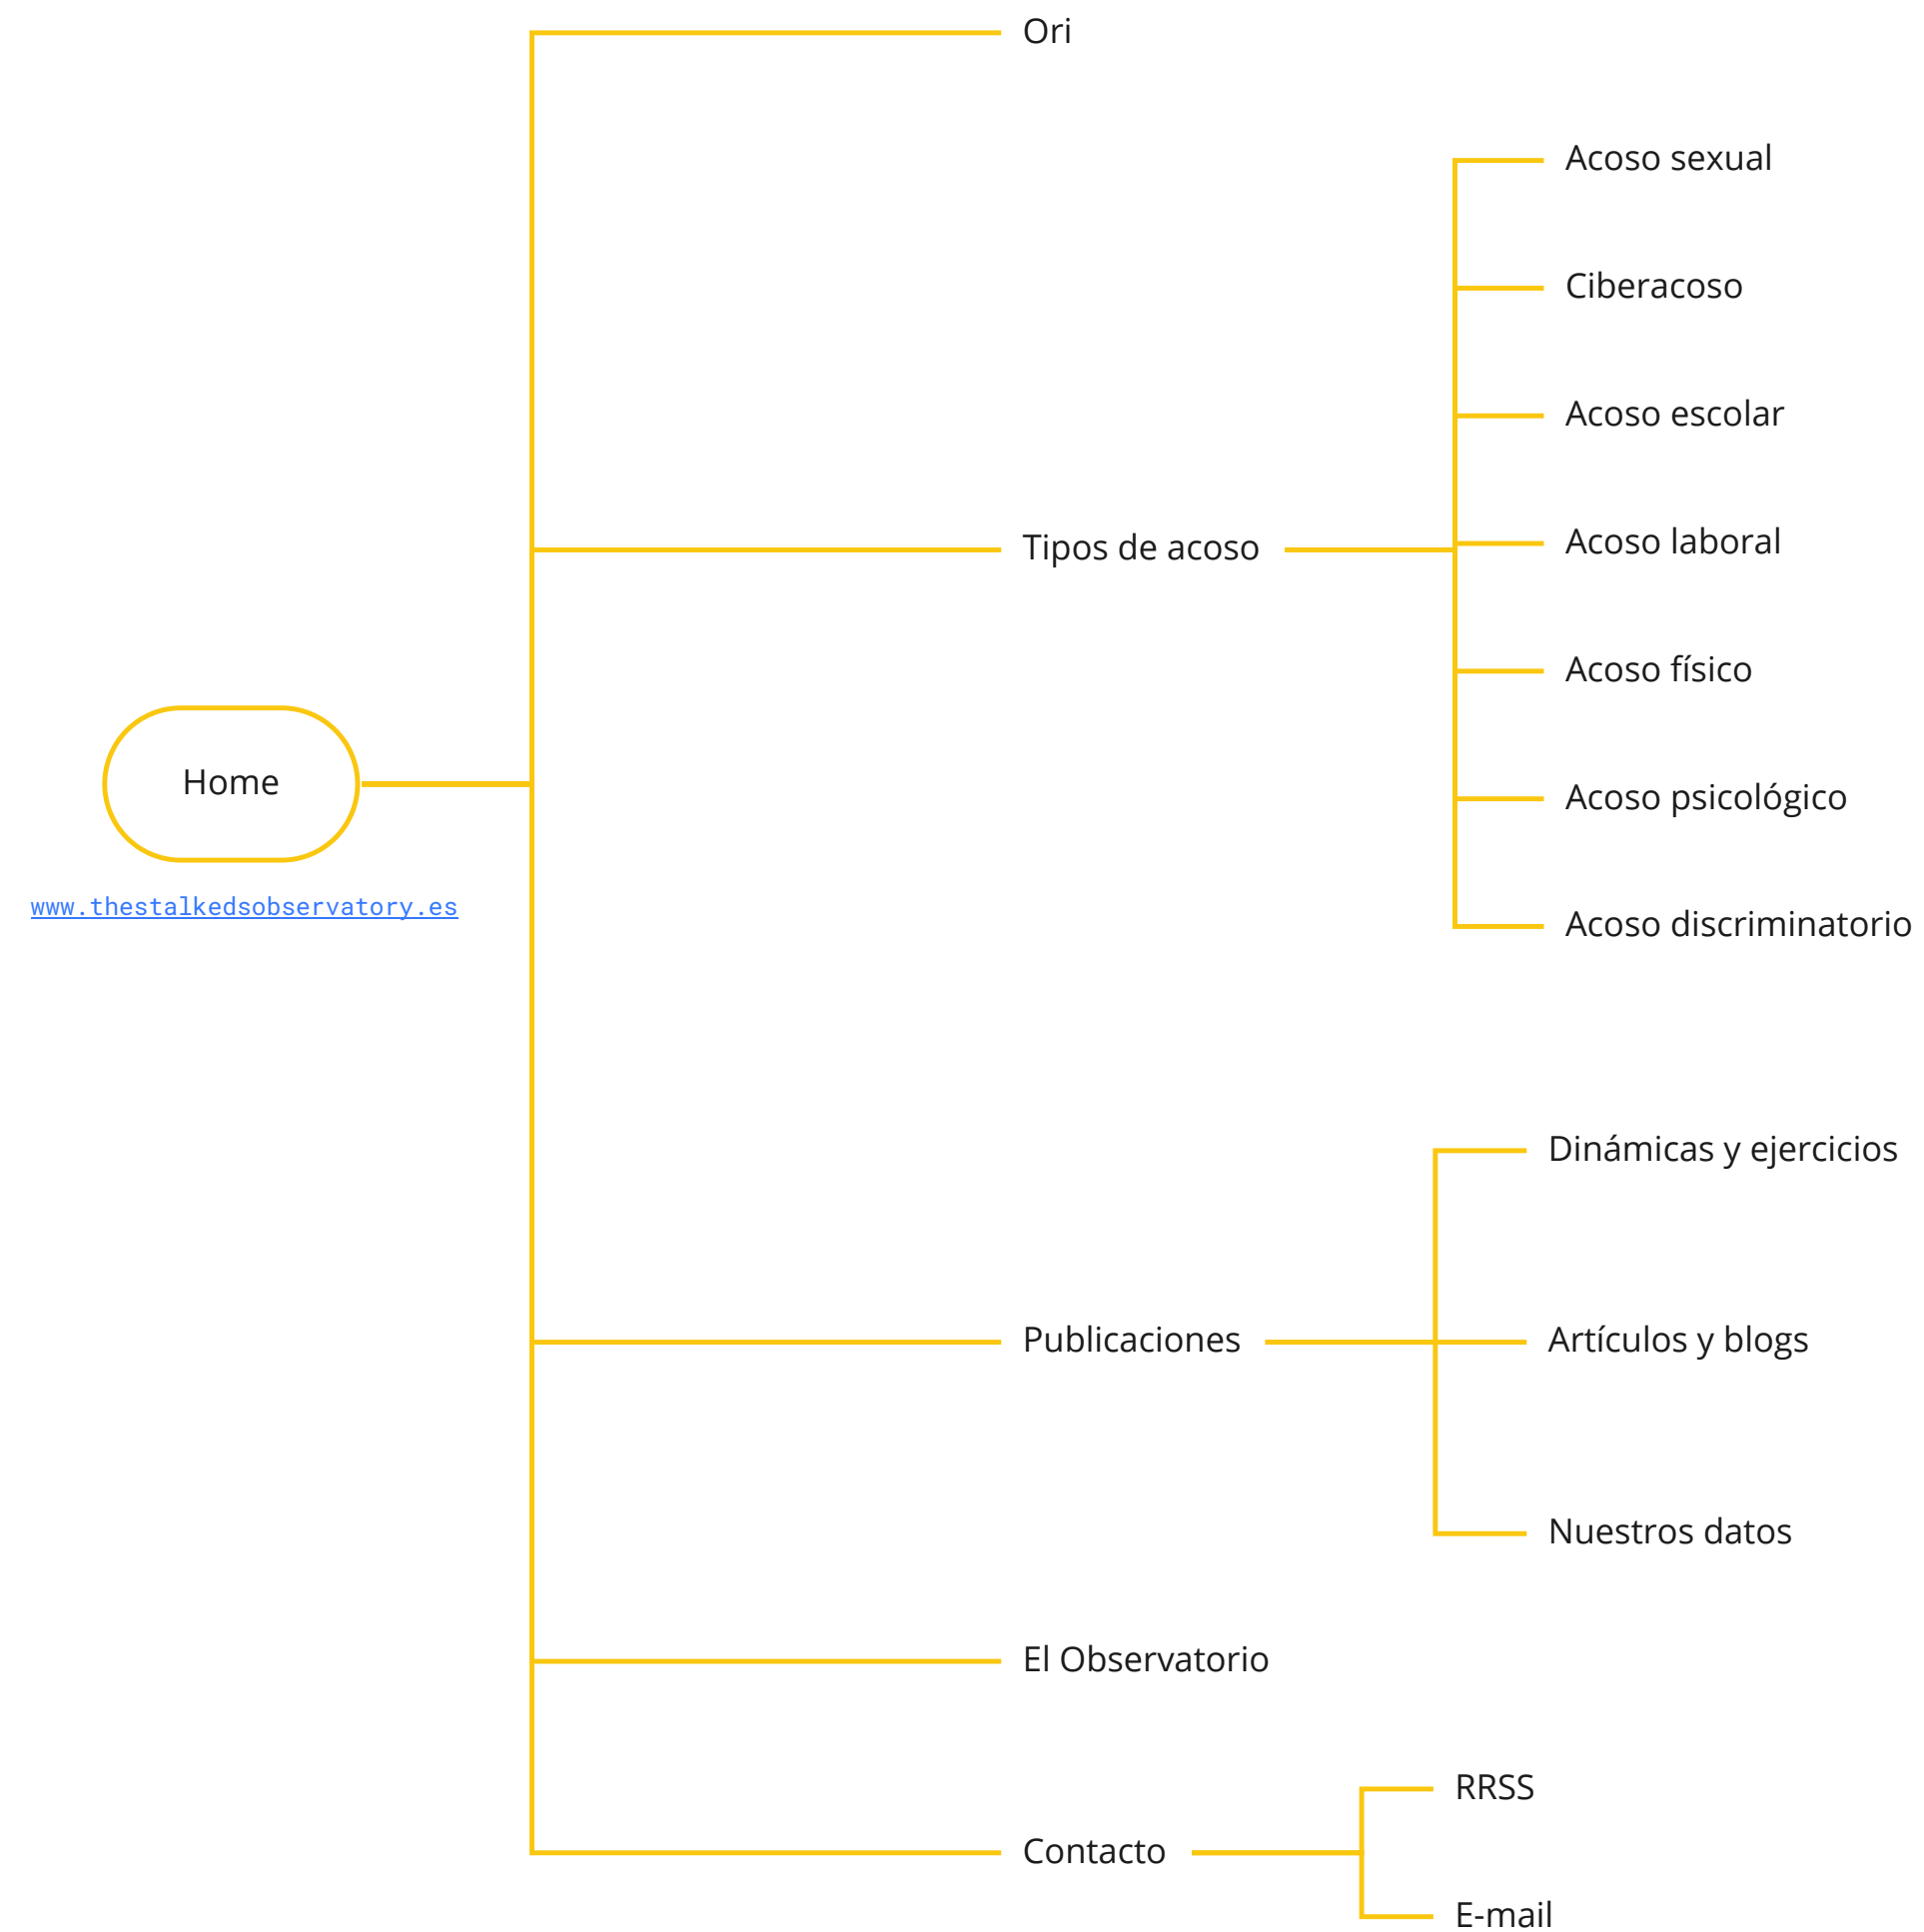 Home
www.thestalkedsobservatory.es
Ori
Tipos de acoso
Acoso sexual
Ciberacoso
Acoso escolar
Acoso laboral
Acoso físico
Acoso psicológico
Acoso discriminatorio
Publicaciones
Dinámicas y ejercicios
Artículos y blogs
Nuestros datos
El Observatorio
Contacto
RRSS
E-mail